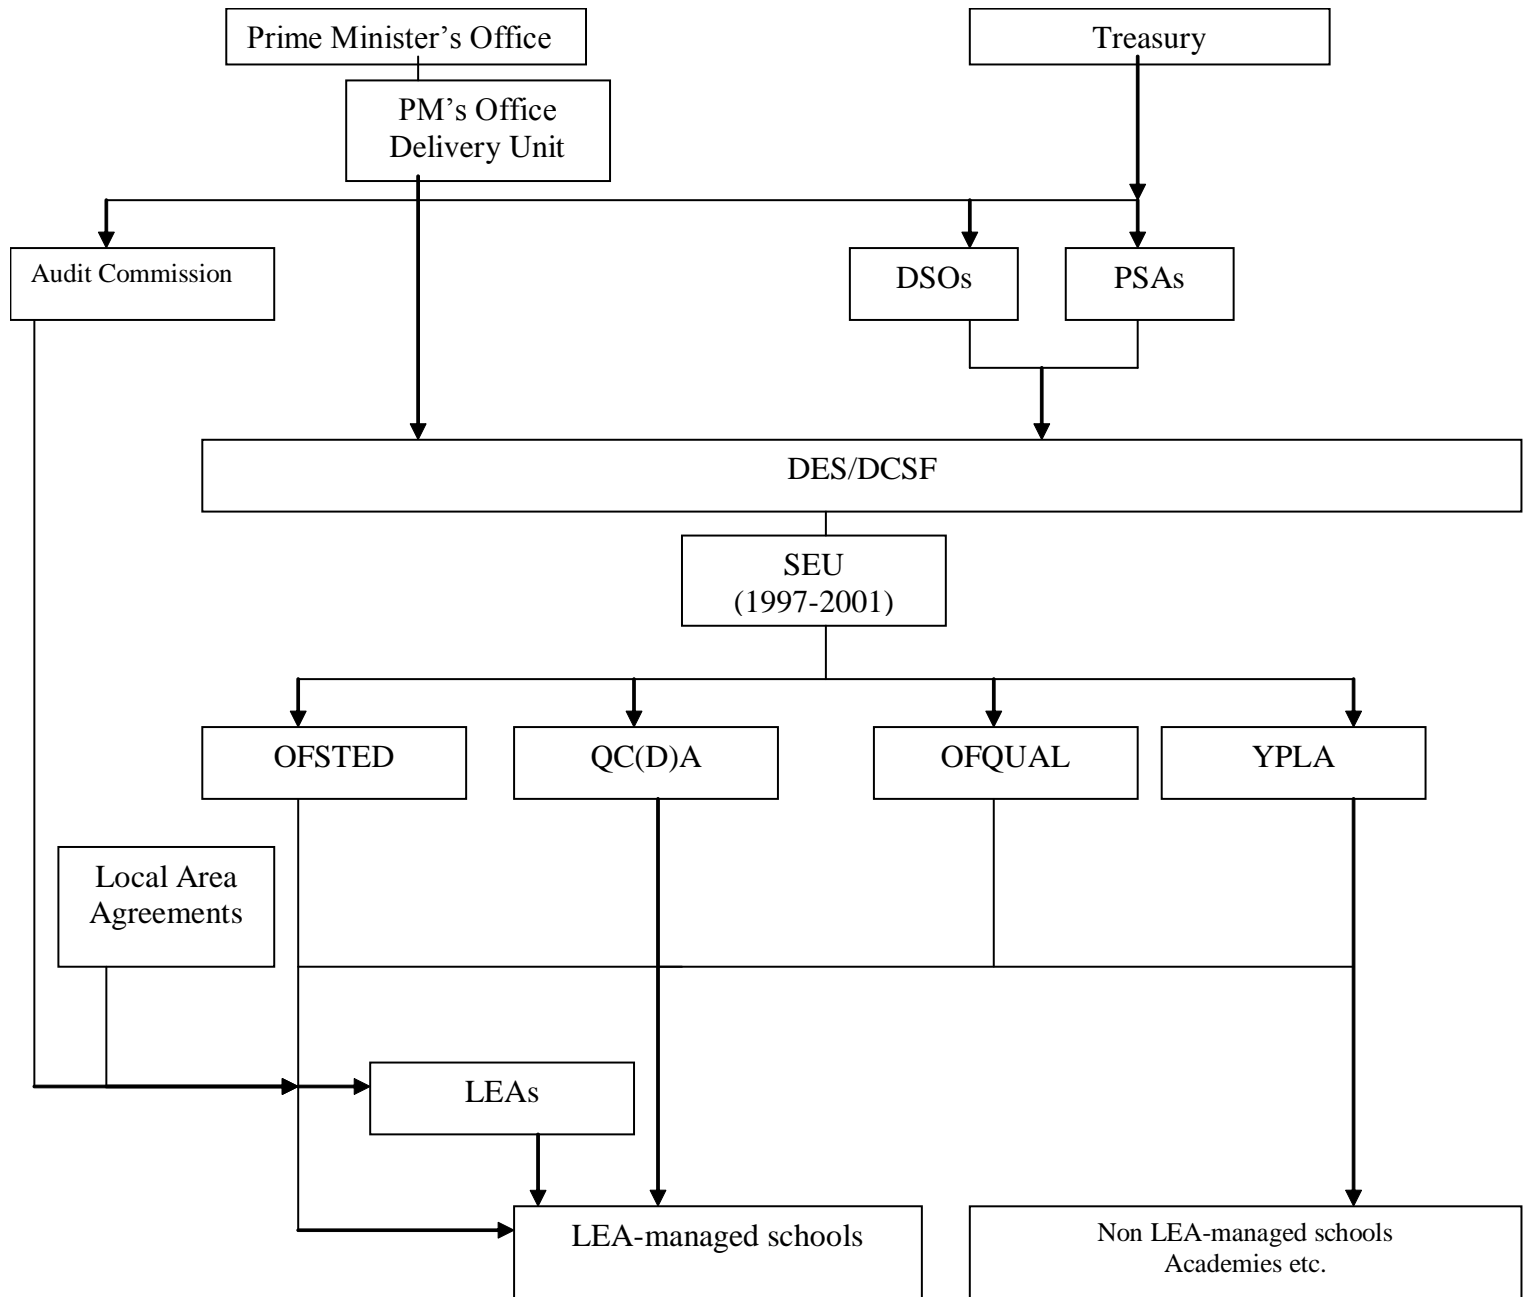 Prime Minister’s Office
Treasury
PM’s Office
Delivery Unit
Audit Commission
DSOs
PSAs
DES/DCSF
SEU
(1997-2001)
OFSTED
QC(D)A
OFQUAL
YPLA
Local Area
Agreements
LEAs
LEA-managed schools
Non LEA-managed schools
Academies etc.